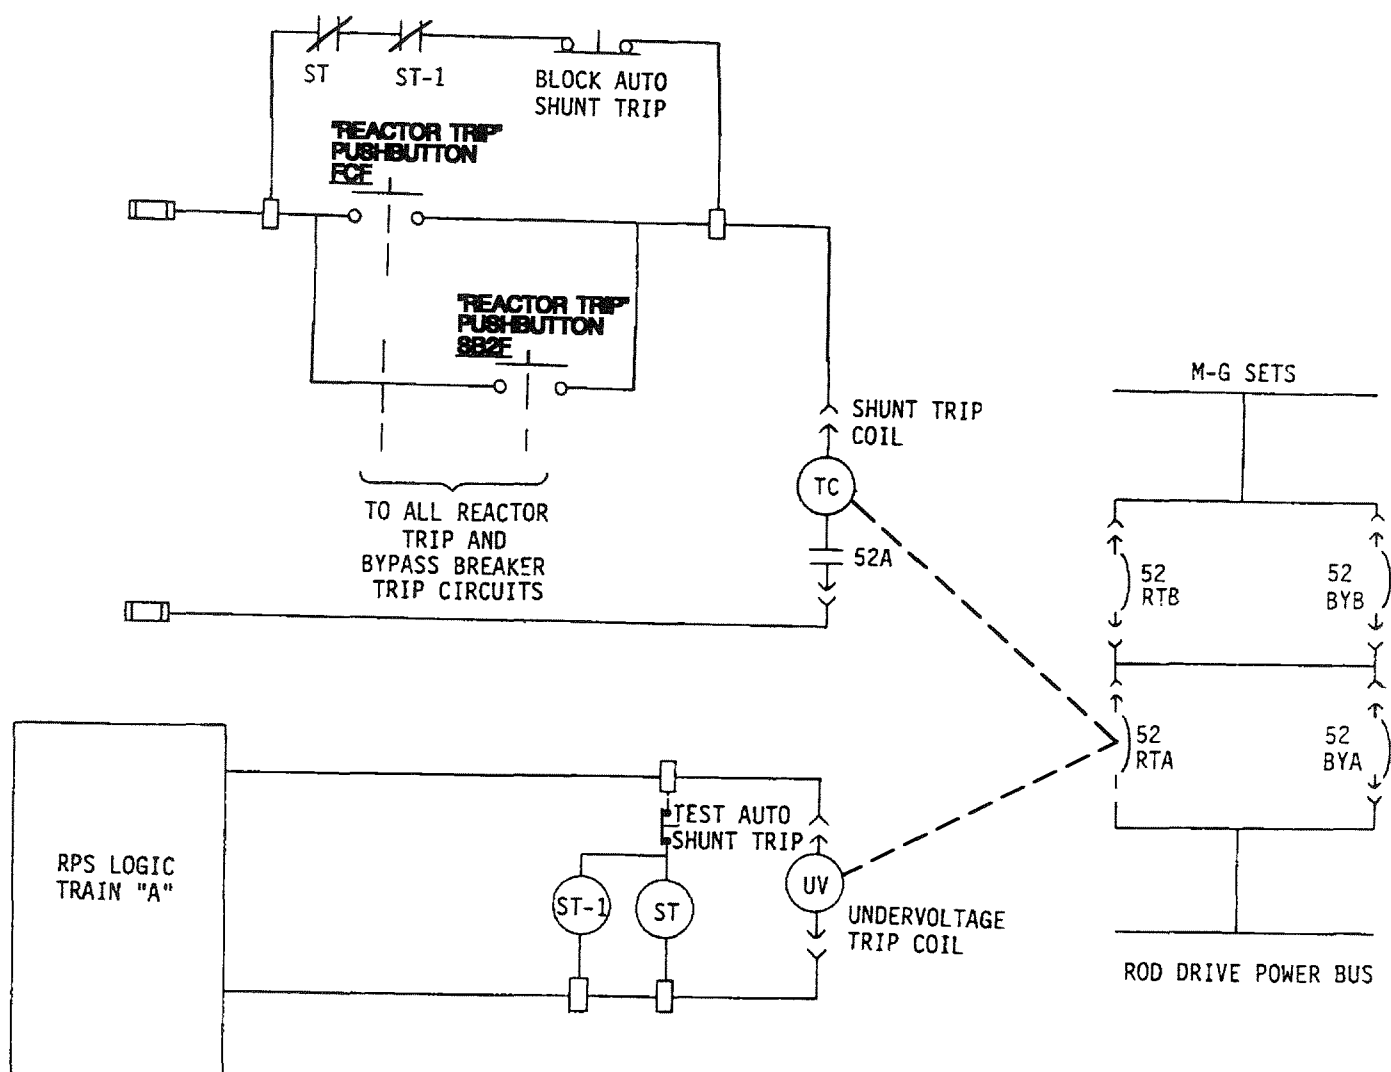 ST
ST-1
BLOCK AUTO
SHUNT TRIP
"REACTOR TRIP"
PUSHBUTTON
FCF
"REACTOR TRIP"
PUSHBUTTON
SB2F
TO ALL REACTOR
TRIP AND
BYPASS BREAKER
TRIP CIRCUITS
SHUNT TRIP
COIL
TC
52A
M-G SETS
52
RTB
52
BYB
52
RTA
52
BYA
ROD DRIVE POWER BUS
RPS LOGIC
TRAIN "A"
TEST AUTO
SHUNT TRIP
ST-1
ST
UV
UNDERVOLTAGE
TRIP COIL